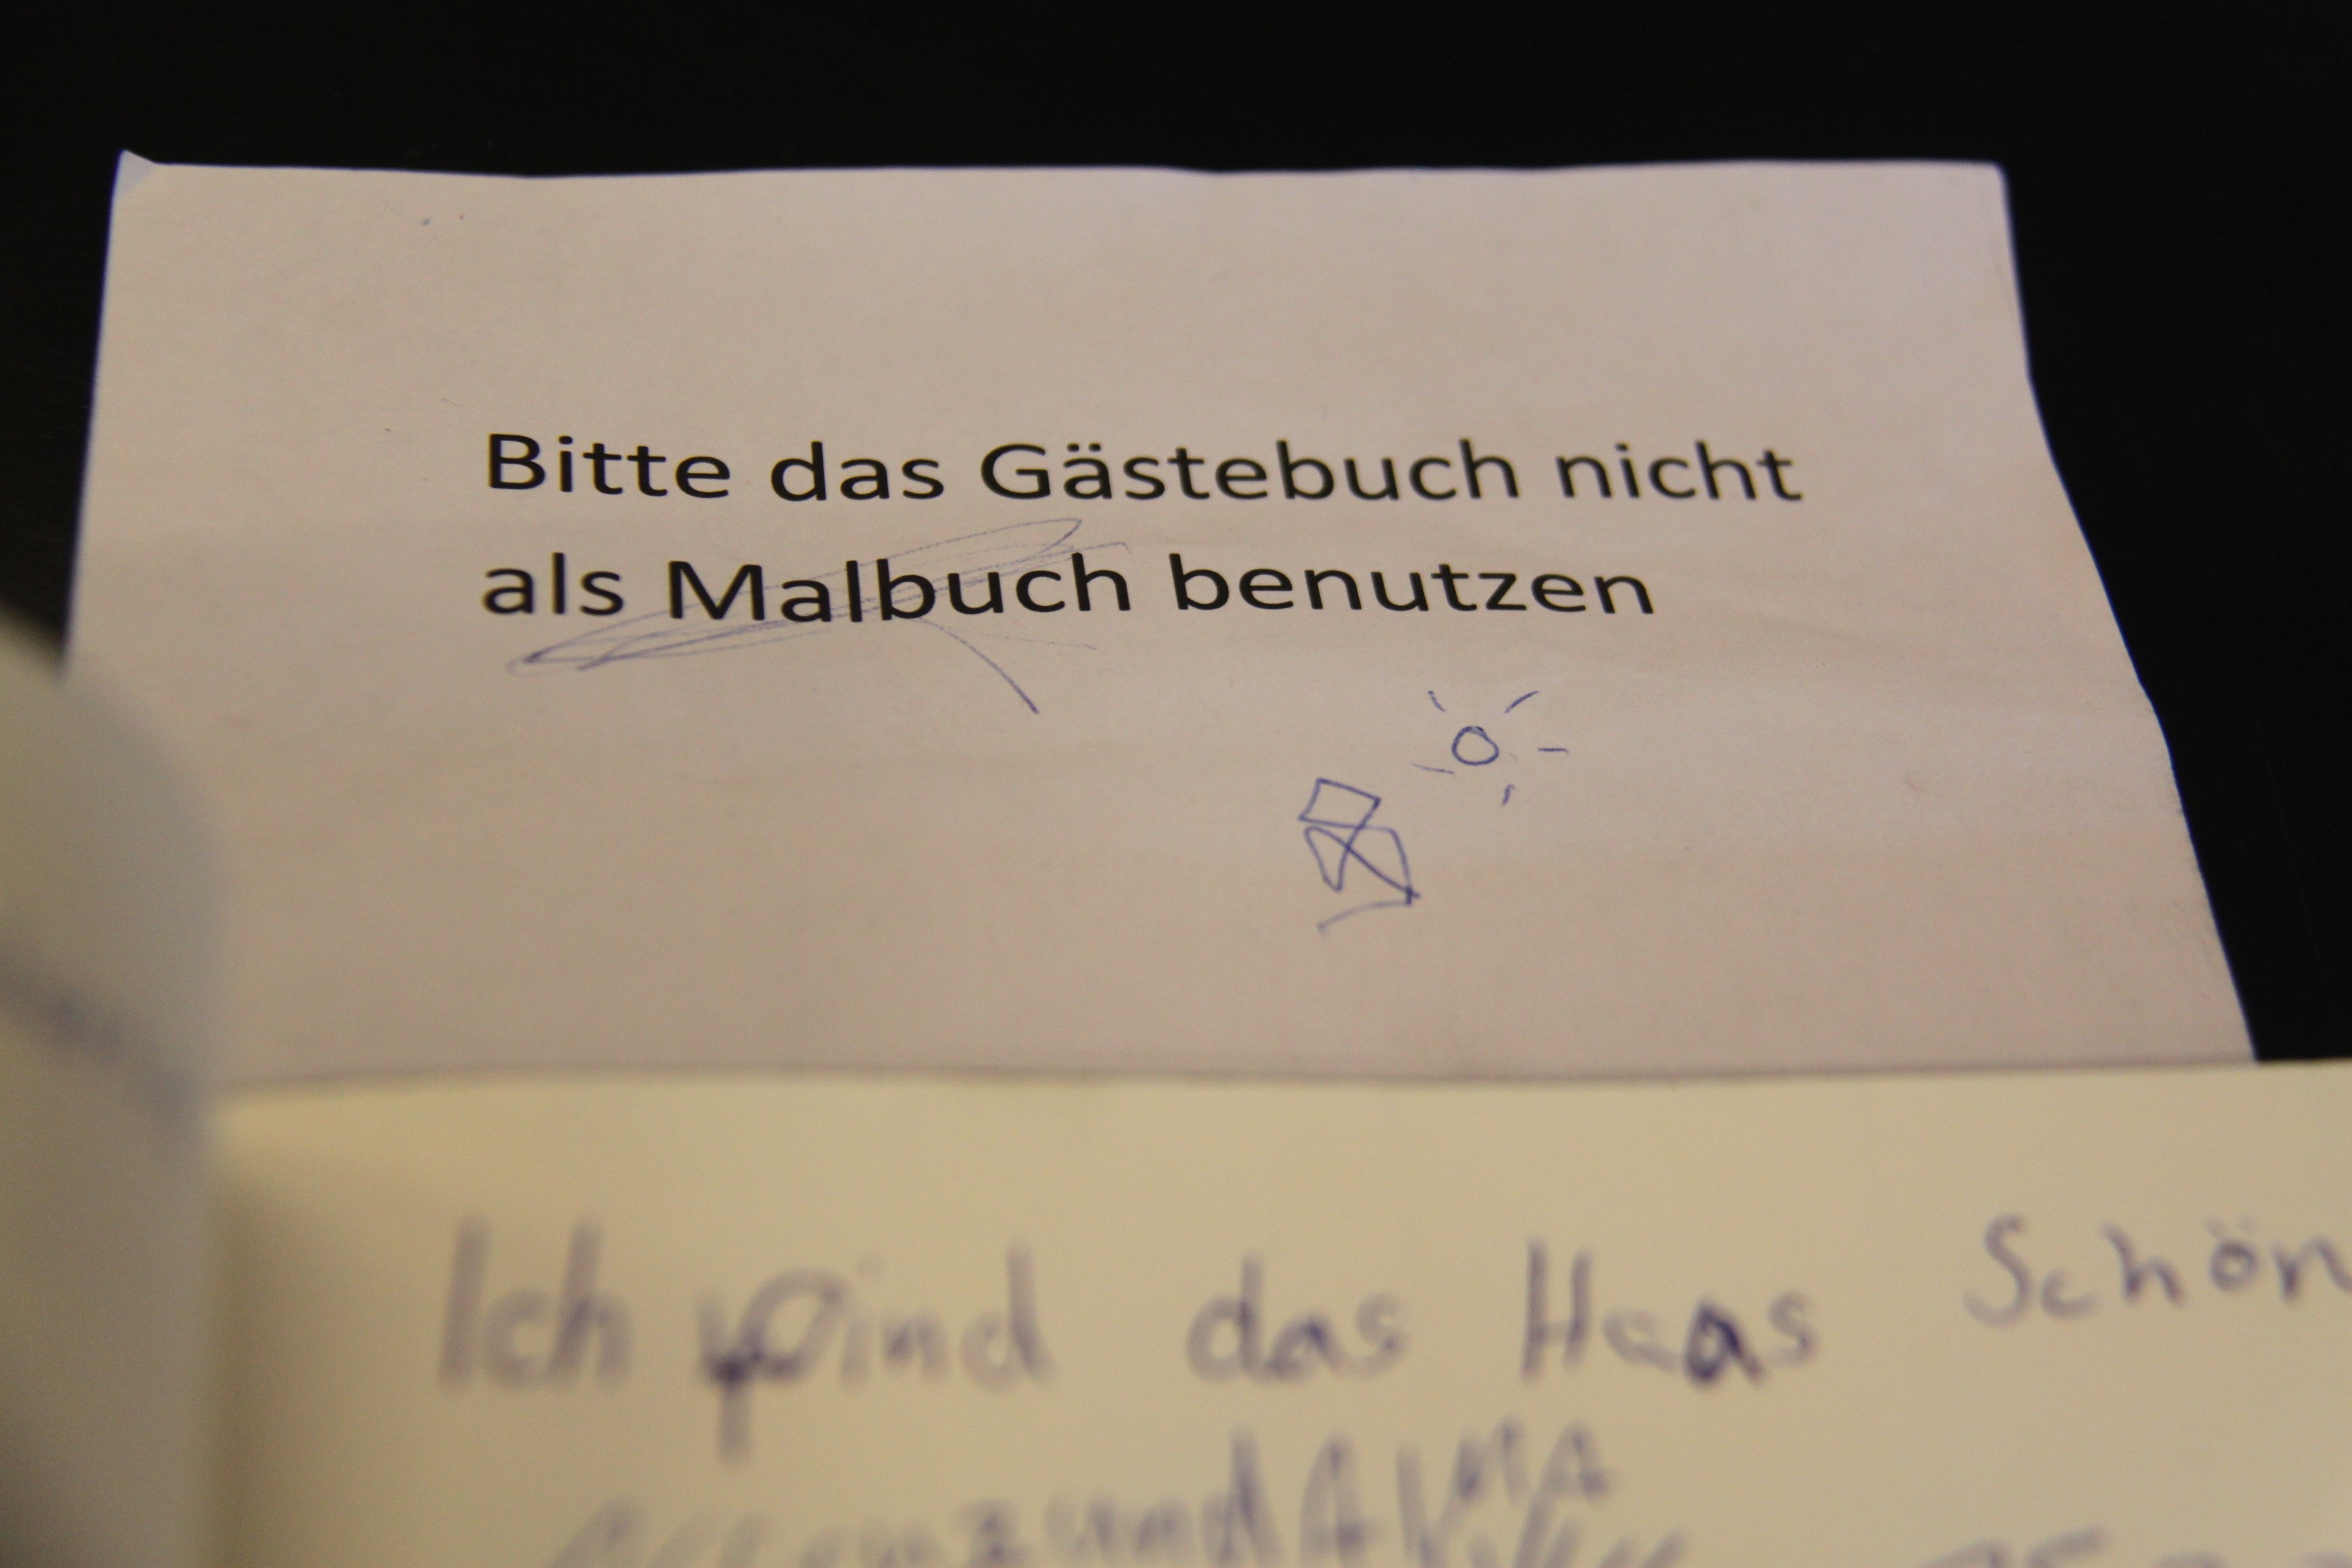 Bitte das Gästebuch nicht
als Malbuch benutzen
Ich find das Haas Schön